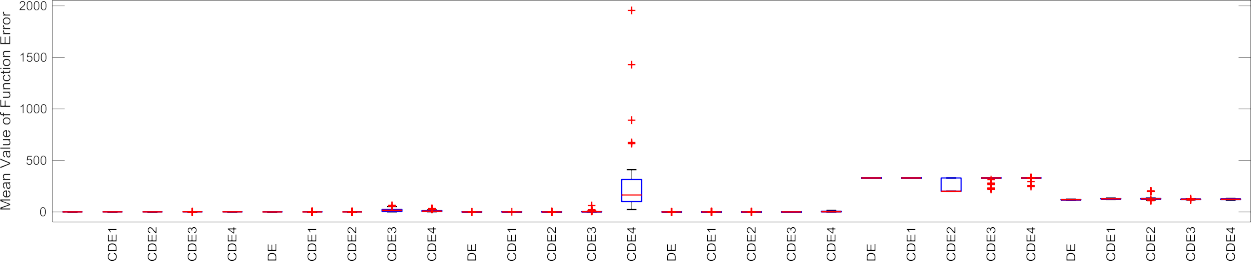 Mean Value of Function Error
2000
1500
1000
500
0
CDE1
CDE2
CDE3
CDE4
DE
CDE1
CDE2
CDE3
CDE4
DE
CDE1
CDE2
CDE3
CDE4
DE
CDE1
CDE2
CDE3
CDE4
DE
CDE1
CDE2
CDE3
CDE4
DE
CDE1
CDE2
CDE3
CDE4